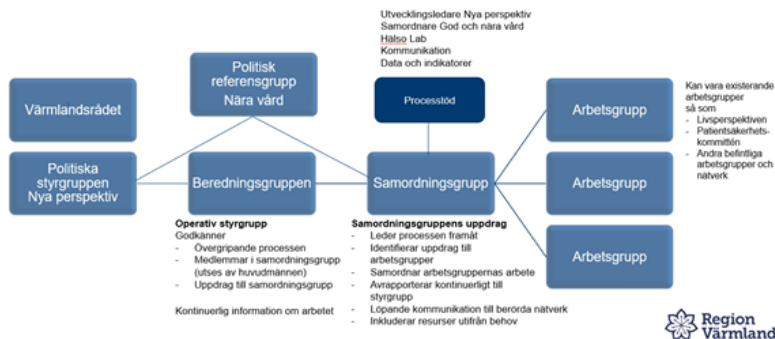 Utvecklingsledare Nya perspektiv
Samordnare God och nära vård
Hälso Lab
Kommunikation
Data och indikatorer
Värmlandsrådet
Politisk
referensgrupp
Nära vård
Processtöd
Arbetsgrupp
Kan vara existerande
arbetsgrupper
så som
- Livsperspektiven
- Patientsäkerhets-
kommittén
- Andra befintliga
arbetsgrupper och
nätverk
Politiska
styrgruppen
Nya perspektiv
Beredningsgruppen
Samordningsgrupp
Arbetsgrupp
Arbetsgrupp
Operativ styrgrupp
Godkänner
- Övergripande processen
- Medlemmar i samordningsgrupp
(utses av huvudmännen)
- Uppdrag till samordningsgrupp
Kontinuerlig information om arbetet
Samordningsgruppens uppdrag
- Leder processen framåt
- Identifierar uppdrag till
arbetsgrupper
- Samordnar arbetsgruppernas arbete
- Avrapporterar kontinuerligt till
styrgrupp
- Löpande kommunikation till berörda nätverk
- Inkluderar resurser utifrån behov
Region
Värmland